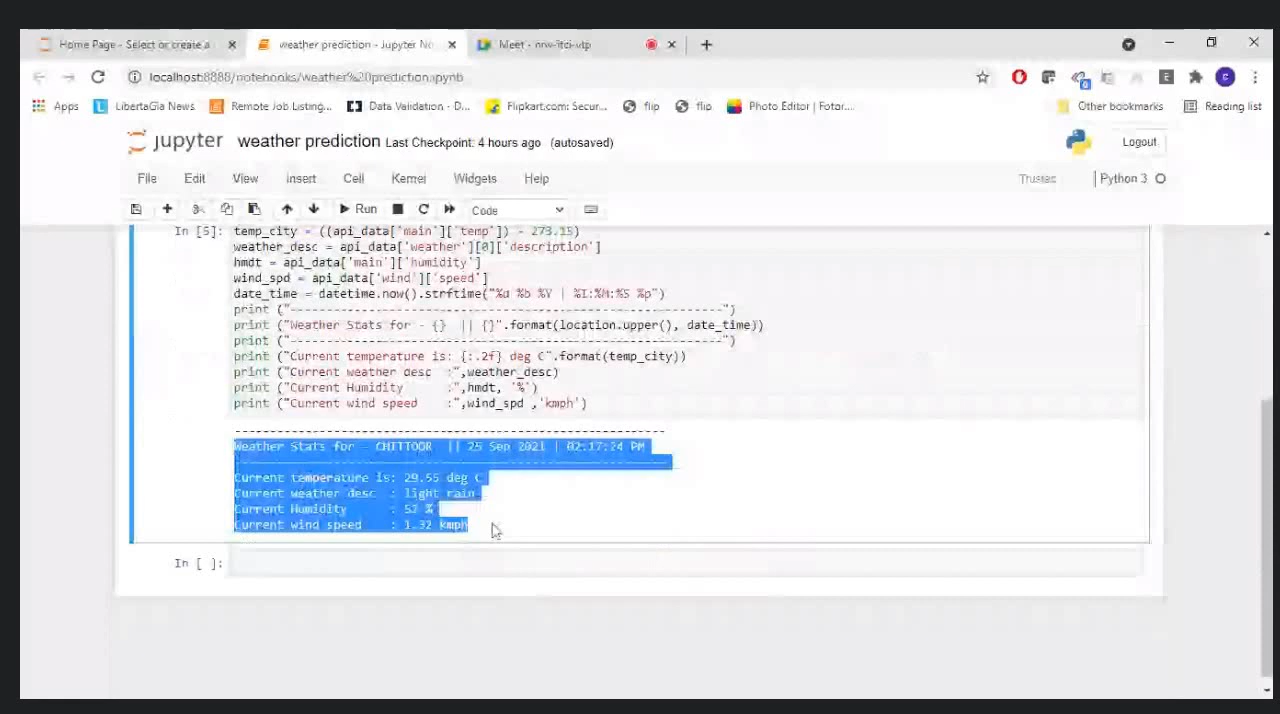 Home Page - Select or create a
weather prediction - Jupyter No
Meet - nrw-itci-vtp
localhost:8888/notebooks/weather%20prediction.ipynb
Apps
LibertaGia News
Remote Job Listing...
Data Validation - D...
Flipkart.com: Secur...
flip
flip
Photo Editor | Fotor....
Other bookmarks
Reading list
jupyter weather prediction Last Checkpoint: 4 hours ago (autosaved)
Logout
File Edit View Insert Cell Kernel Widgets Help
Trusted
Python 3
Run
Code
In [5]: temp_city = ((api_data['main']['temp']) - 273.15)
weather_desc = api_data['weather'][0]['description']
hmdt = api_data['main']['humidity']
wind_spd = api_data['wind']['speed']
date_time = datetime.now().strftime("%d %b %Y | %I:%M:%S %p")
print ("-------------------------------------------------------------")
print ("Weather Stats for - {}  || {}".format(location.upper(), date_time))
print ("-------------------------------------------------------------")
print ("Current temperature is: {:.2f} deg C".format(temp_city))
print ("Current weather desc  :",weather_desc)
print ("Current Humidity      :",hmdt, '%')
print ("Current wind speed    :",wind_spd ,'kmph')
-------------------------------------------------------------
Weather Stats for - CHITTOOR  || 25 Sep 2021 | 02:17:24 PM
-------------------------------------------------------------
Current temperature is: 29.55 deg C
Current weather desc  : light rain
Current Humidity      : %
Current wind speed    : 1.32 kmph
In [ ]: